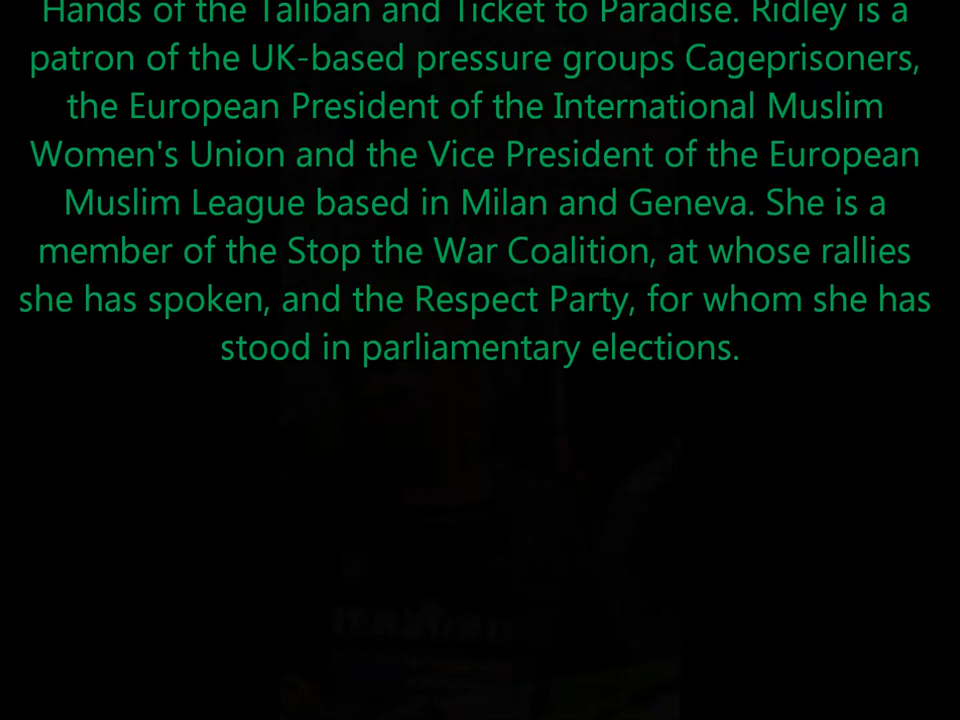 Hands of the Taliban and Ticket to Paradise. Ridley is a
patron of the UK-based pressure groups Cageprisoners,
the European President of the International Muslim
Women's Union and the Vice President of the European
Muslim League based in Milan and Geneva. She is a
member of the Stop the War Coalition, at whose rallies
she has spoken, and the Respect Party, for whom she has
stood in parliamentary elections.